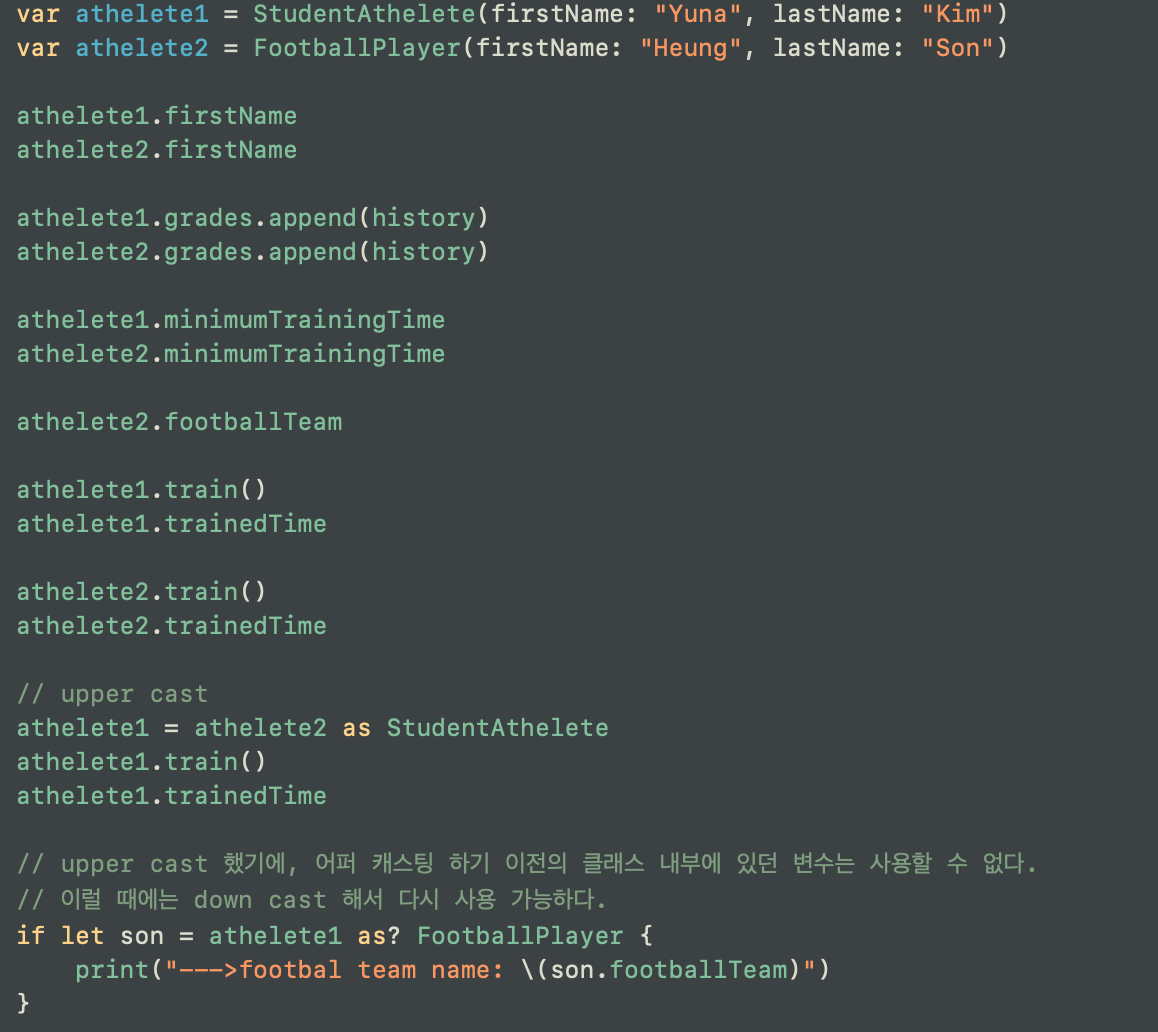 var athelete1 = StudentAthelete(firstName: "Yuna", lastName: "Kim")
var athelete2 = FootballPlayer(firstName: "Heung", lastName: "Son")

athelete1.firstName
athelete2.firstName

athelete1.grades.append(history)
athelete2.grades.append(history)

athelete1.minimumTrainingTime
athelete2.minimumTrainingTime

athelete2.footballTeam

athelete1.train()
athelete1.trainedTime

athelete2.train()
athelete2.trainedTime

// upper cast
athelete1 = athelete2 as StudentAthelete
athelete1.train()
athelete1.trainedTime

// upper cast 했기에, 어퍼 캐스팅 하기 이전의 클래스 내부에 있던 변수는 사용할 수 없다.
// 이럴 때에는 down cast 해서 다시 사용 가능하다.
if let son = athelete1 as? FootballPlayer {
    print("--->footbal team name: \(son.footballTeam)")
}